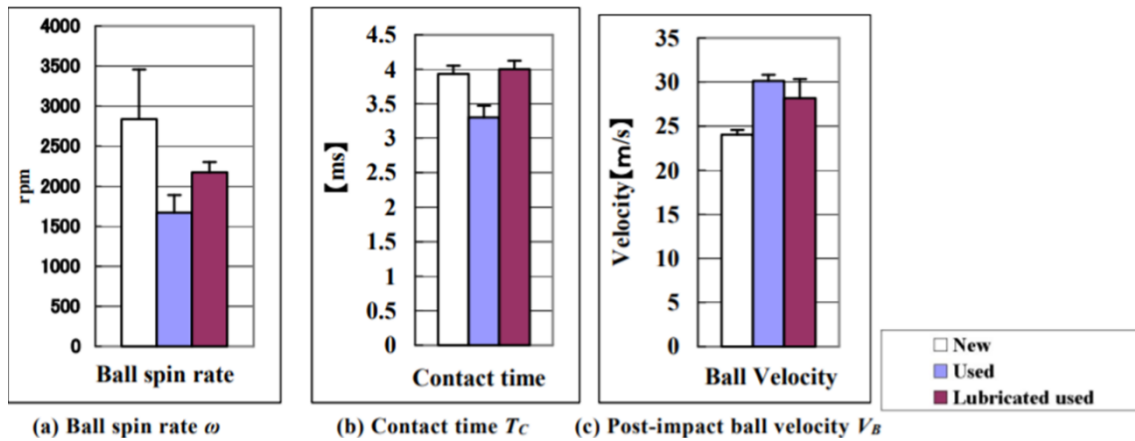 4000
3500
3000
2500
2000
1500
1000
500
0
rpm
Ball spin rate
(a) Ball spin rate ω
4.5
4
3.5
3
2.5
2
1.5
1
0.5
0
【ms】
Contact time
(b) Contact time T_C
35
30
25
20
15
10
5
0
Velocity【m/s】
Ball Velocity
(c) Post-impact ball velocity V_B
New
Used
Lubricated used